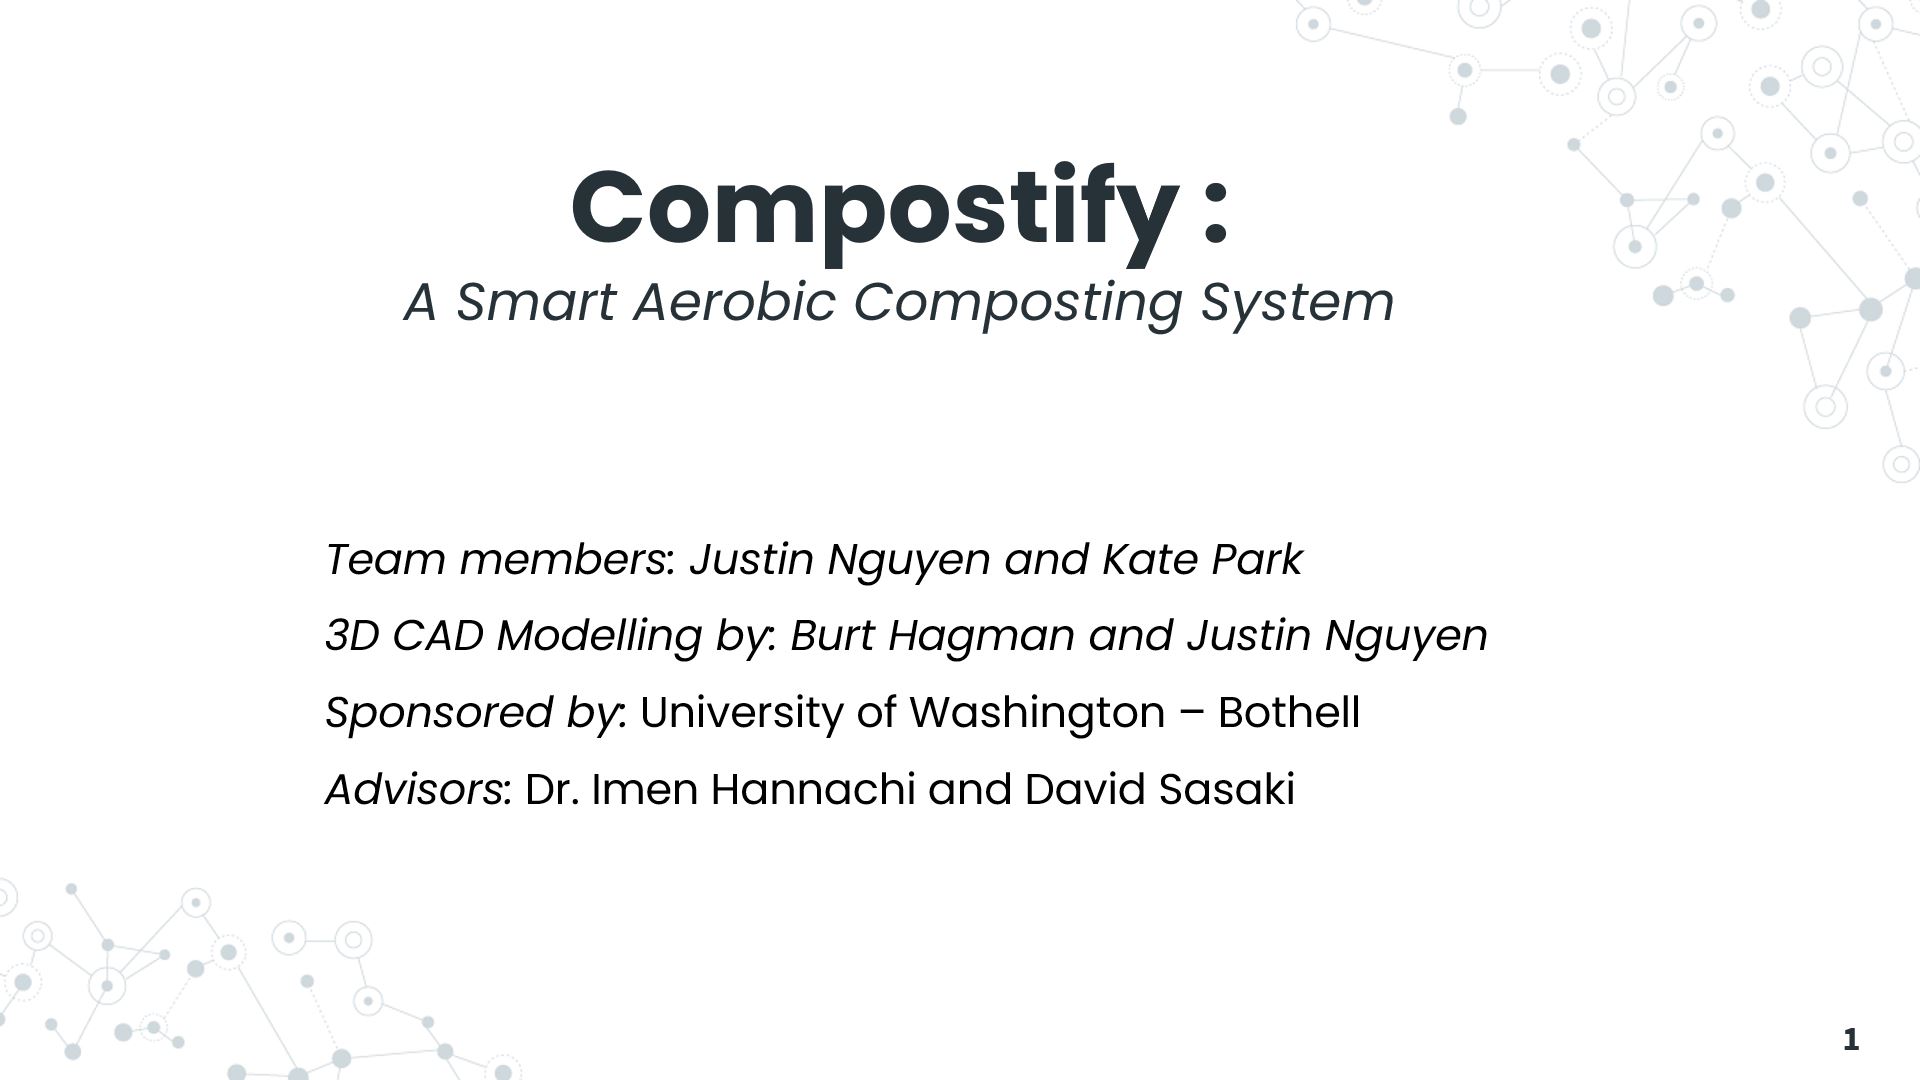 Compostify :
A Smart Aerobic Composting System
Team members: Justin Nguyen and Kate Park
3D CAD Modelling by: Burt Hagman and Justin Nguyen
Sponsored by: University of Washington – Bothell
Advisors: Dr. Imen Hannachi and David Sasaki
1